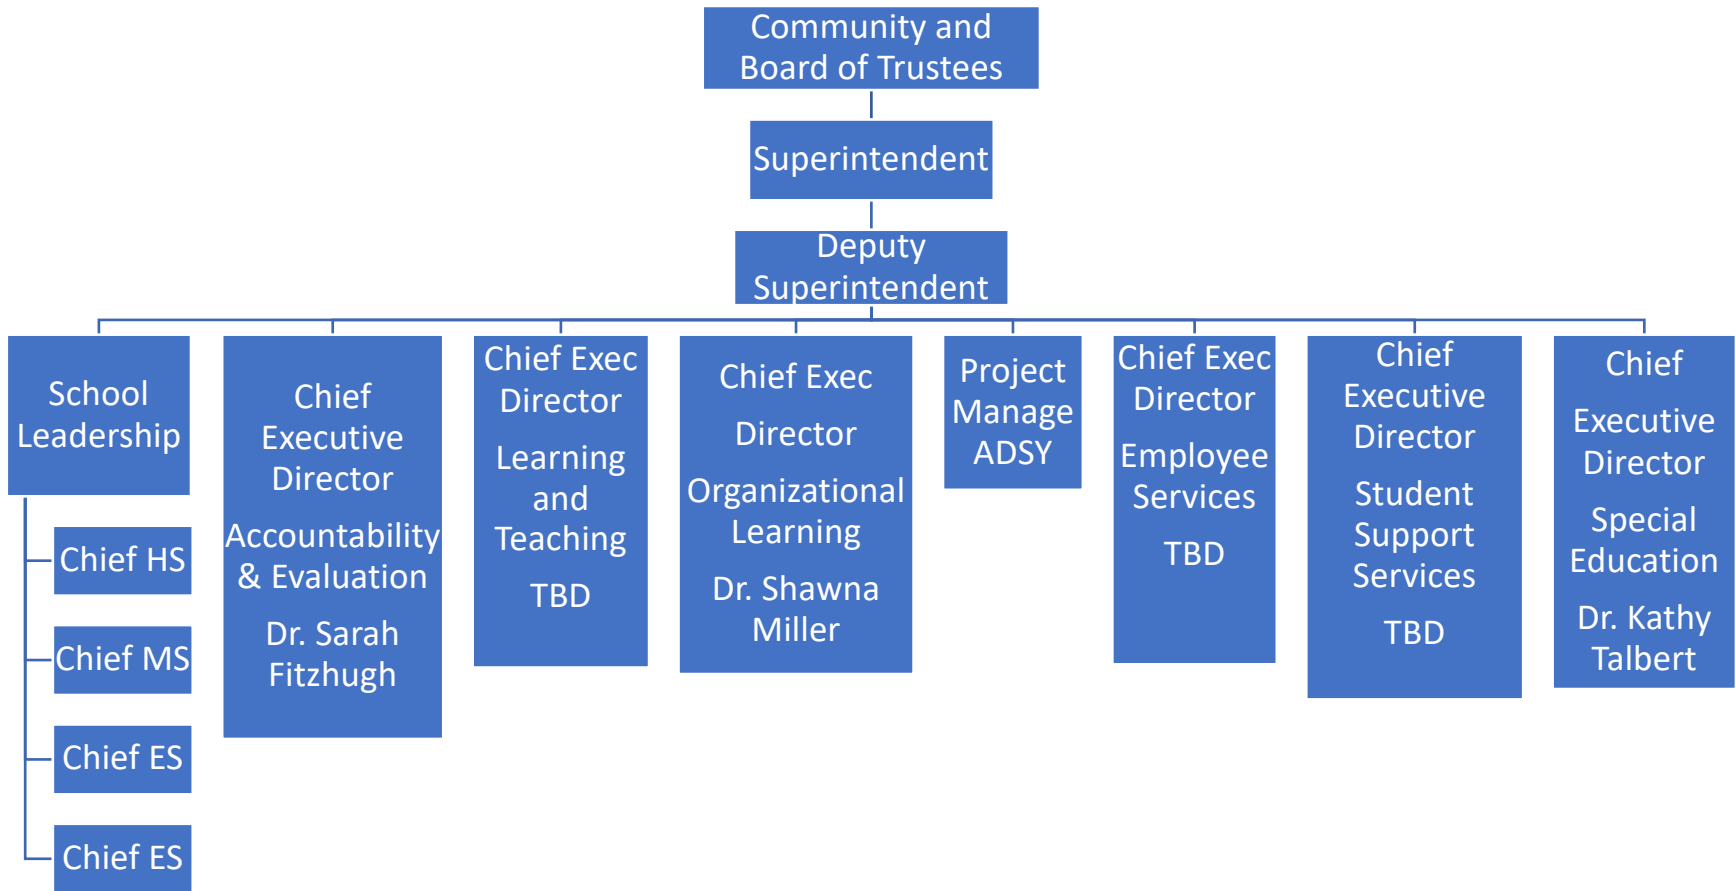 Community and
Board of Trustees
Superintendent
Deputy
Superintendent
School
Leadership
Chief HS
Chief MS
Chief ES
Chief ES
Chief
Executive
Director
Accountability
& Evaluation
Dr. Sarah
Fitzhugh
Chief Exec
Director
Learning
and
Teaching
TBD
Chief Exec
Director
Organizational
Learning
Dr. Shawna
Miller
Project
Manage
ADSY
Chief Exec
Director
Employee
Services
TBD
Chief
Executive
Director
Student
Support
Services
TBD
Chief
Executive
Director
Special
Education
Dr. Kathy
Talbert